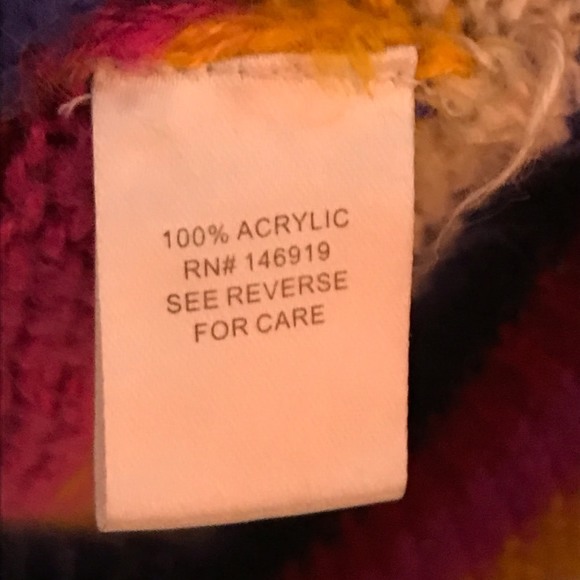 100% ACRYLIC
RN# 146919
SEE REVERSE
FOR CARE